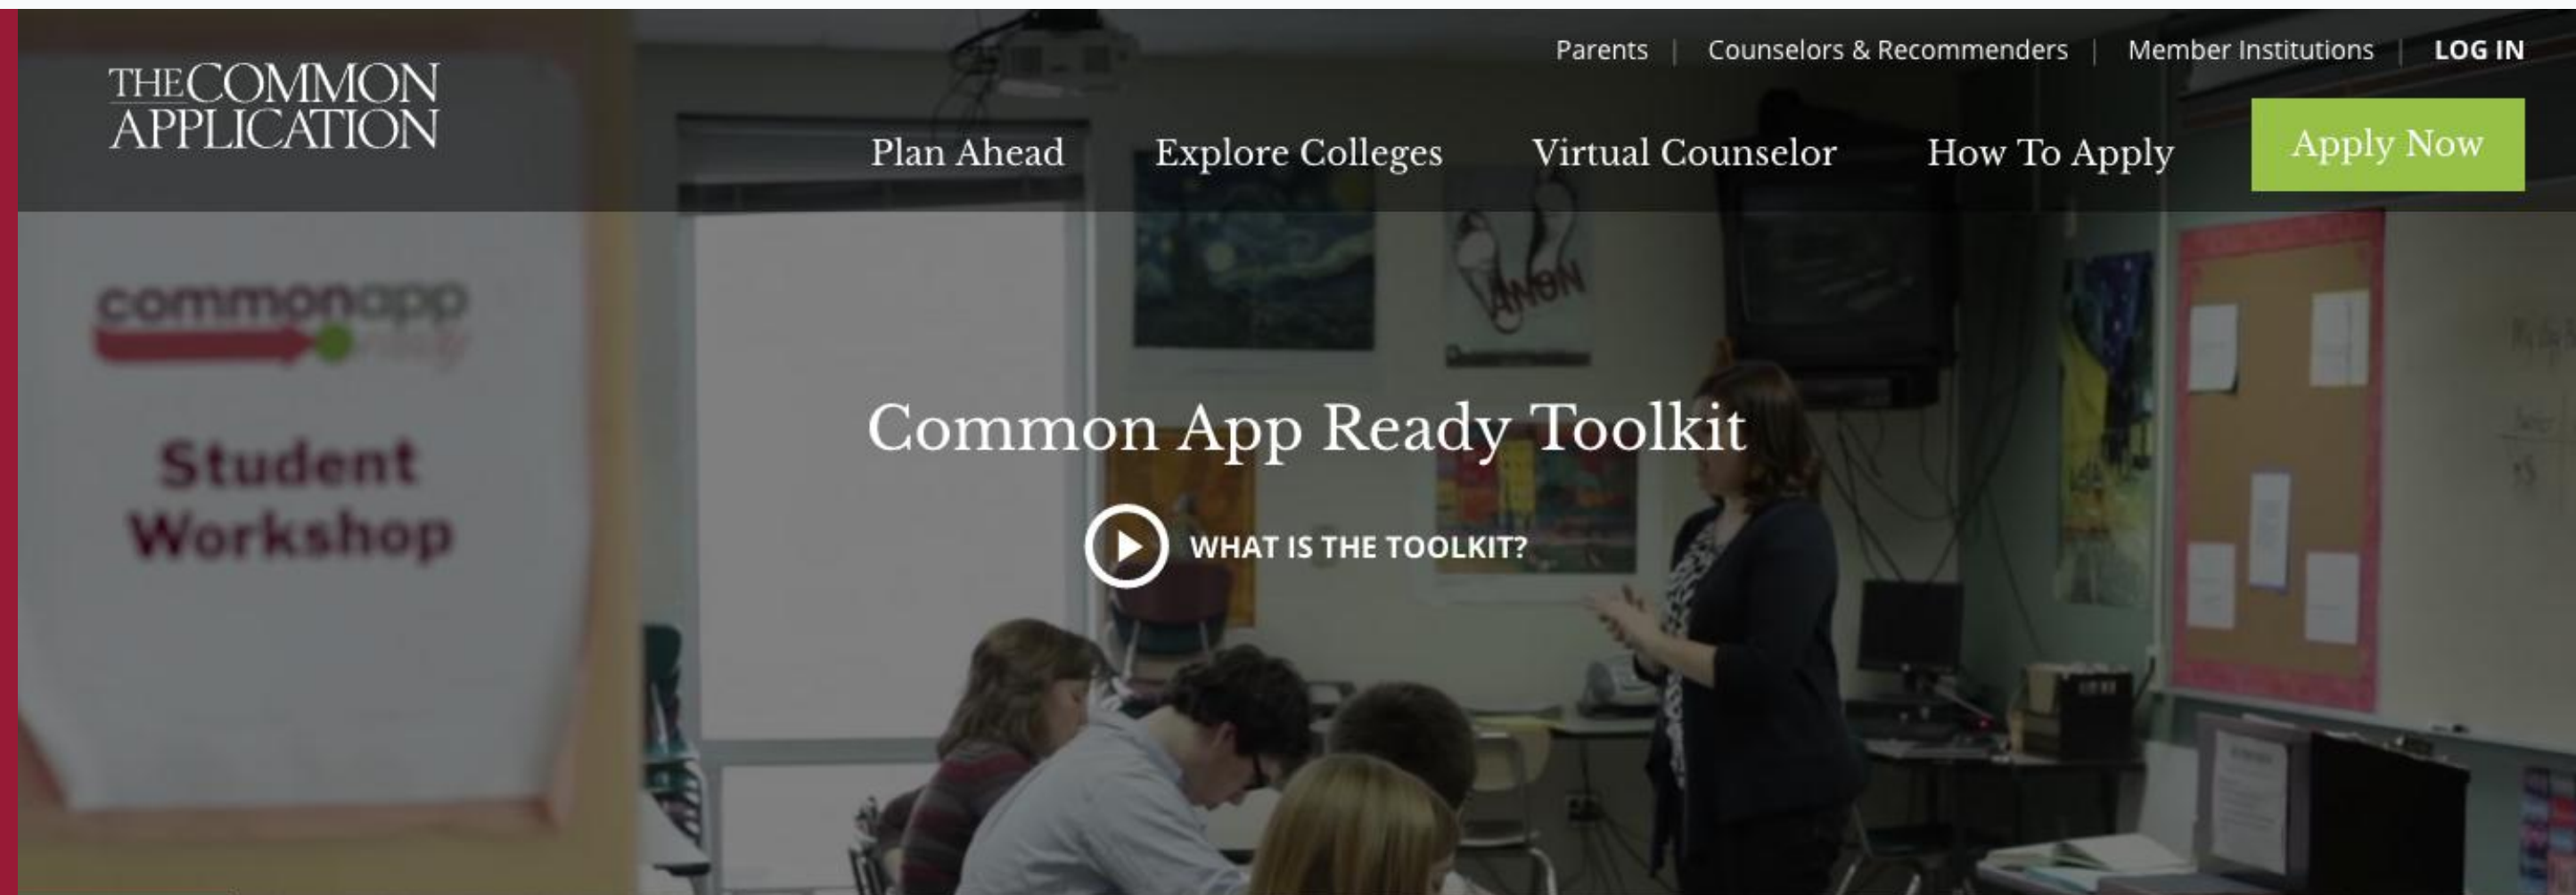 Parents | Counselors & Recommenders | Member Institutions | LOG IN
THE COMMON
APPLICATION
Plan Ahead Explore Colleges Virtual Counselor How To Apply Apply Now
commonapp
ready
Student
Workshop
Common App Ready Toolkit
WHAT IS THE TOOLKIT?